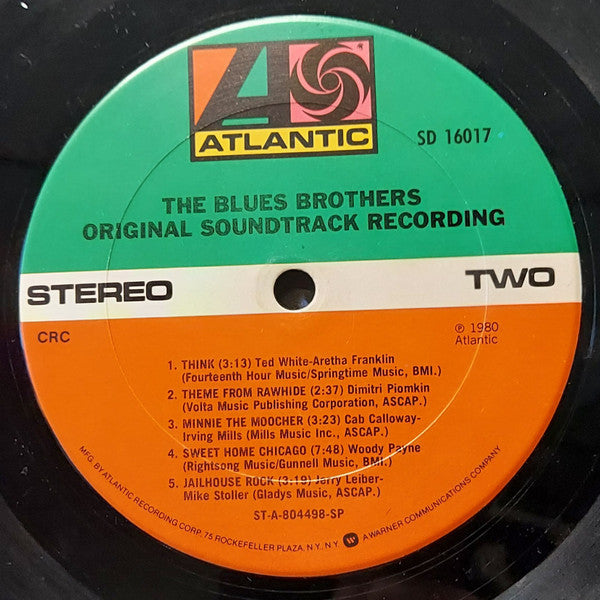 ATLANTIC
SD 16017
THE BLUES BROTHERS
ORIGINAL SOUNDTRACK RECORDING
STEREO
TWO
CRC
℗ 1980
Atlantic
1. THINK (3:13) Ted White-Aretha Franklin
(Fourteenth Hour Music/Springtime Music, BMI.)
2. THEME FROM RAWHIDE (2:37) Dimitri Piomkin
(Volta Music Publishing Corporation, ASCAP.)
3. MINNIE THE MOOCHER (3:23) Cab Calloway-
Irving Mills (Mills Music Inc., ASCAP.)
4. SWEET HOME CHICAGO (7:48) Woody Payne
(Rightsong Music/Gunnell Music, BMI.)
5. JAILHOUSE ROCK (3:19) Jerry Leiber-
Mike Stoller (Gladys Music, ASCAP.)
ST-A-804498-SP
MFG. BY ATLANTIC RECORDING CORP. 75 ROCKEFELLER PLAZA, N.Y. N.Y. A WARNER COMMUNICATIONS COMPANY